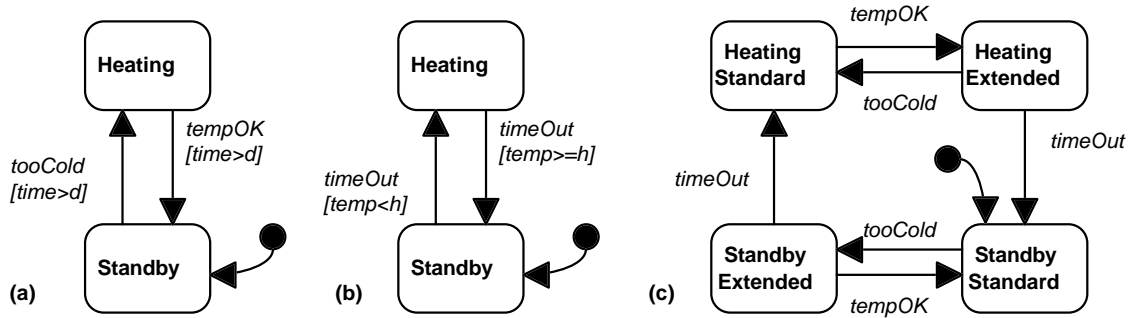 Heating
tempOK
[time>d]
tooCold
[time>d]
Standby
(a)
Heating
timeOut
[temp>=h]
timeOut
[temp<h]
Standby
(b)
tempOK
Heating
Standard
Heating
Extended
tooCold
timeOut
timeOut
tooCold
Standby
Extended
Standby
Standard
tempOK
(c)